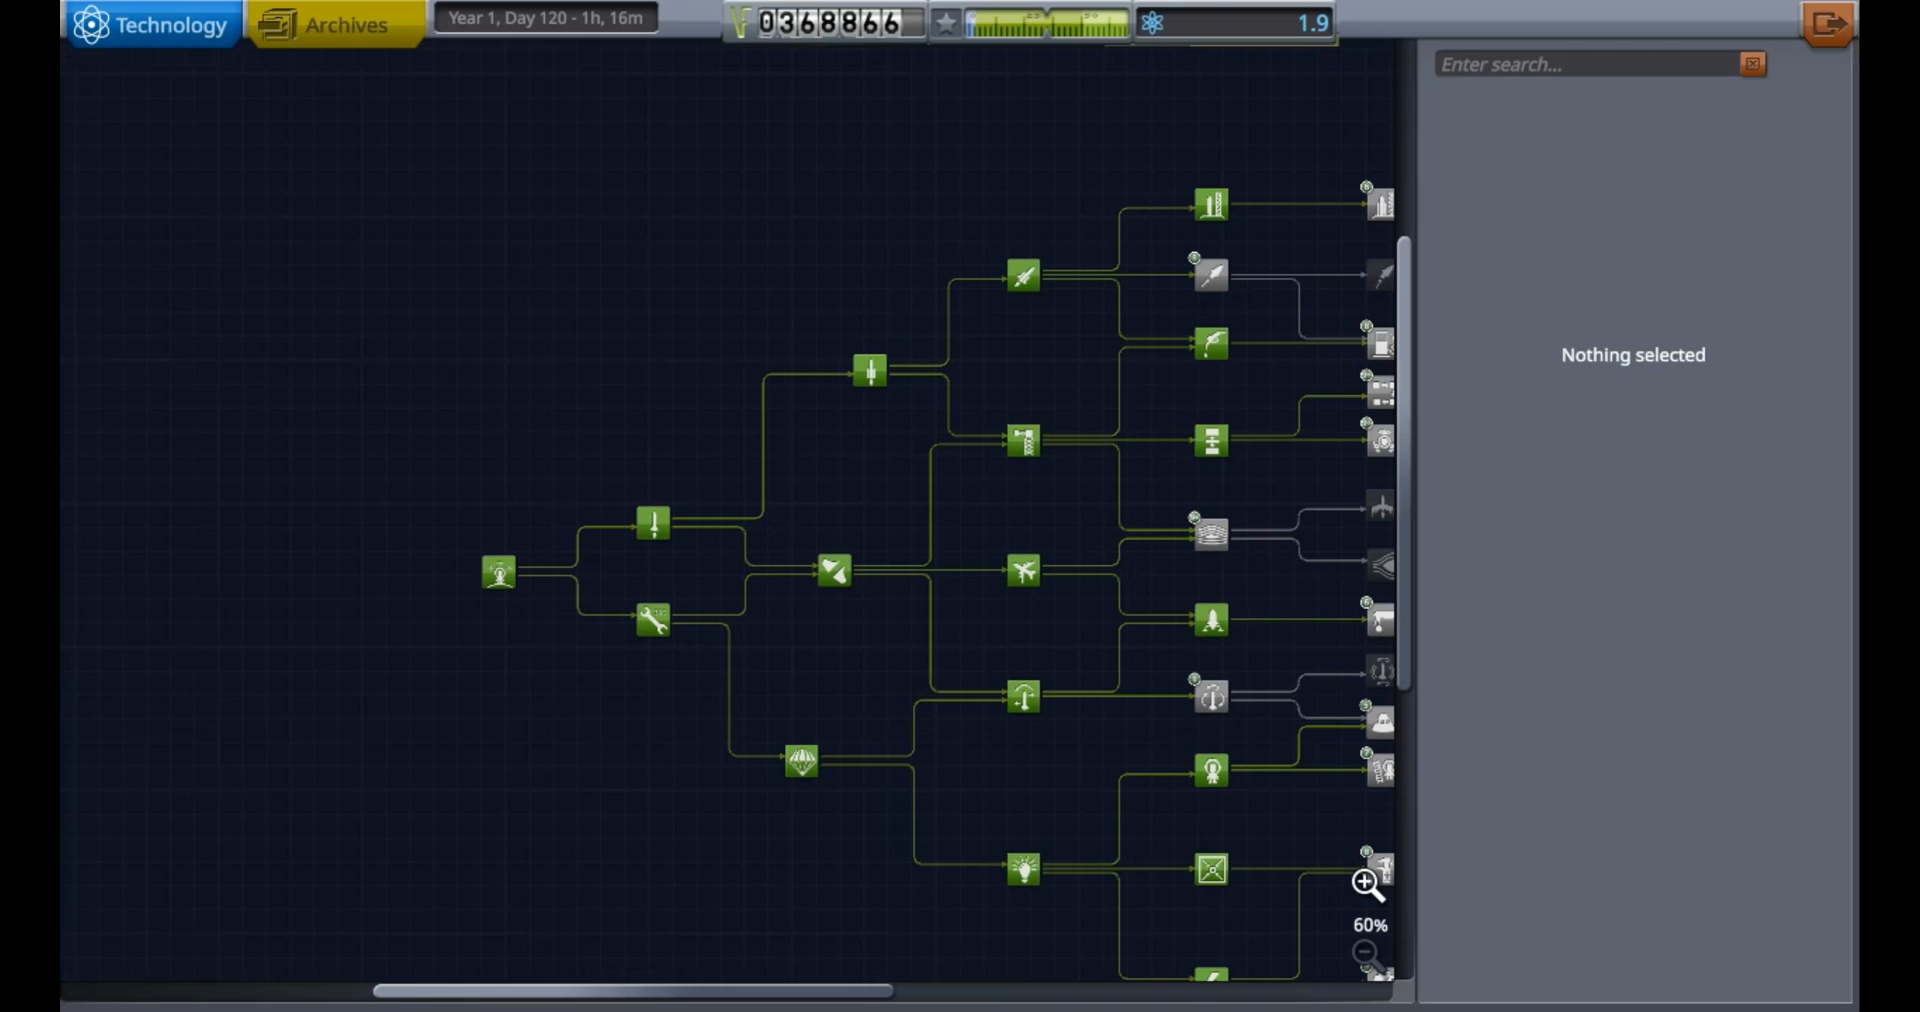 Technology
Archives
Year 1, Day 120 - 1h, 16m
0368866
1.9
Enter search...
Nothing selected
60%